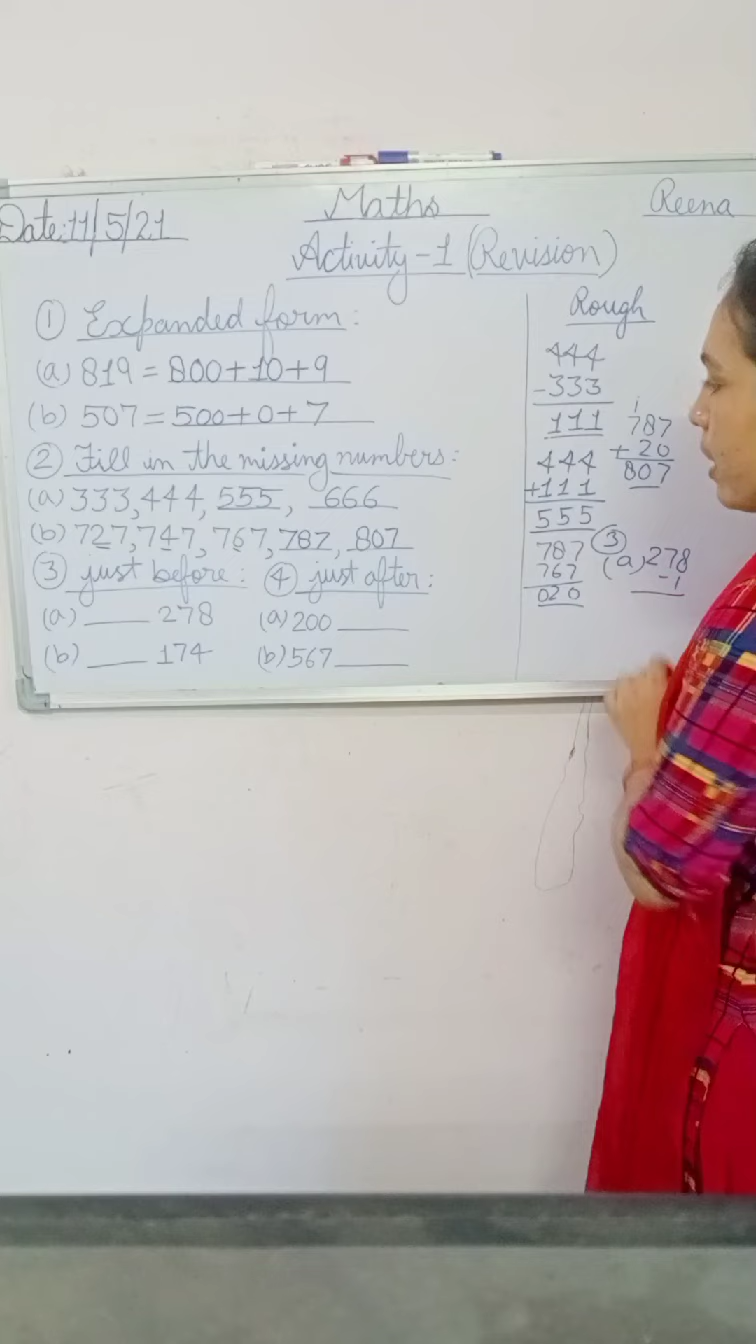 Date:11/5/21 Maths Reena
Activity-1 (Revision)
① Expanded form:
(a) 819 = 800+10+9
(b) 507 = 500+0+7
② Fill in the missing numbers:
(a) 333, 444, 555, 666
(b) 727, 747, 767, 787, 807
③ just before:
(a) ____ 278
(b) ____ 174
④ just after:
(a) 200 ____
(b) 567 ____
Rough
444
-333
111
444
+111
555
787
767
020
1
787
+ 20
807
③
(a) 278
-1